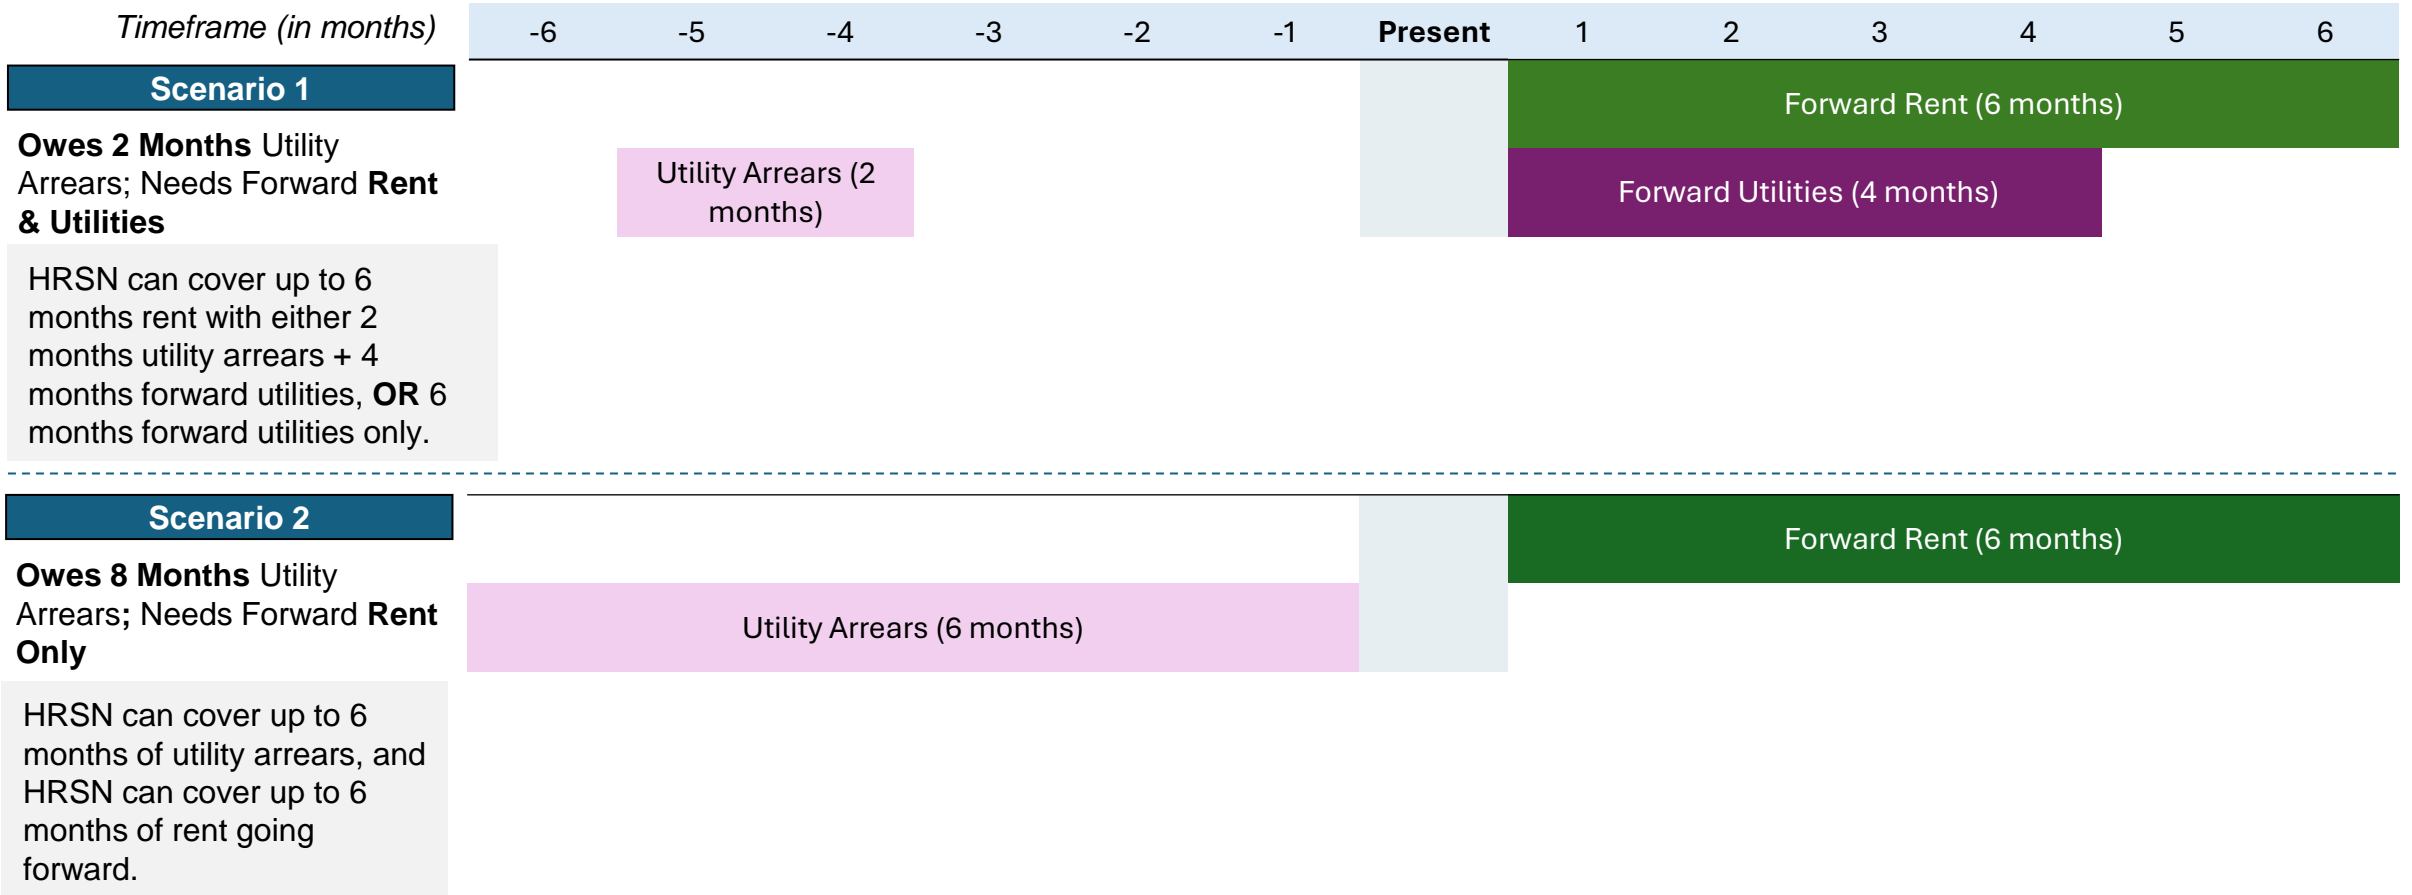 Timeframe (in months) -6 -5 -4 -3 -2 -1 Present 1 2 3 4 5 6
Scenario 1
Forward Rent (6 months)
Owes 2 Months Utility
Arrears; Needs Forward Rent
& Utilities
Utility Arrears (2
months)
Forward Utilities (4 months)
HRSN can cover up to 6
months rent with either 2
months utility arrears + 4
months forward utilities, OR 6
months forward utilities only.
Scenario 2
Forward Rent (6 months)
Owes 8 Months Utility
Arrears; Needs Forward Rent
Only
Utility Arrears (6 months)
HRSN can cover up to 6
months of utility arrears, and
HRSN can cover up to 6
months of rent going
forward.